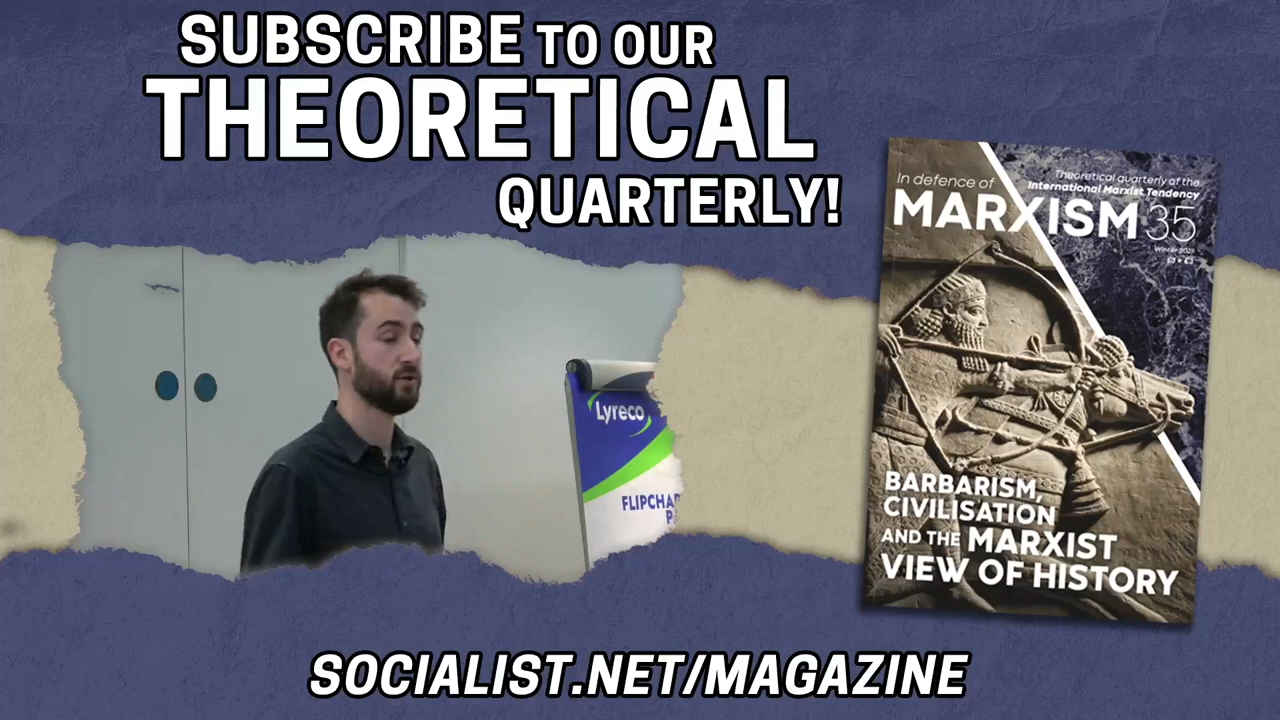 SUBSCRIBE TO OUR
THEORETICAL
QUARTERLY!
In defence of
MARXISM 35
Theoretical quarterly of the
International Marxist Tendency
Lyreco
BARBARISM,
CIVILISATION
AND THE MARXIST
VIEW OF HISTORY
SOCIALIST.NET/MAGAZINE